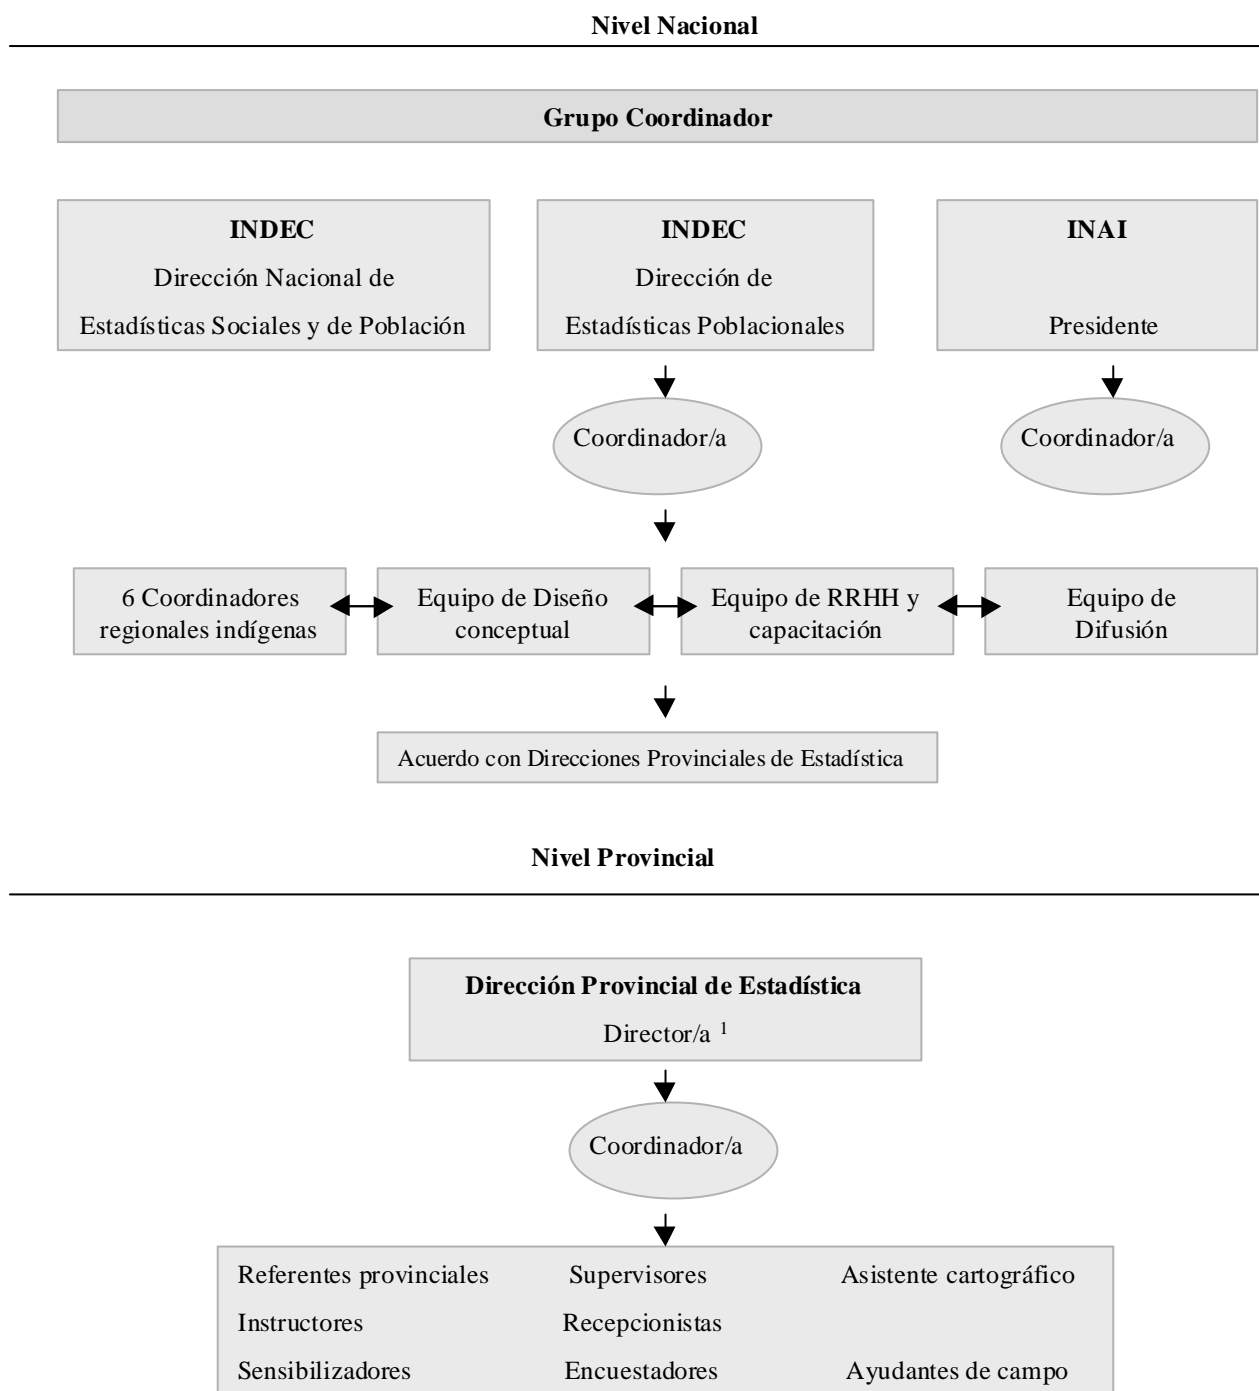 Nivel Nacional
Grupo Coordinador
INDEC
Dirección Nacional de
Estadísticas Sociales y de Población
INDEC
Dirección de
Estadísticas Poblacionales
INAI
Presidente
Coordinador/a
Coordinador/a
6 Coordinadores
regionales indígenas
Equipo de Diseño
conceptual
Equipo de RRHH y
capacitación
Equipo de
Difusión
Acuerdo con Direcciones Provinciales de Estadística
Nivel Provincial
Dirección Provincial de Estadística
Director/a ¹
Coordinador/a
Referentes provinciales Supervisores Asistente cartográfico
Instructores Recepcionistas
Sensibilizadores Encuestadores Ayudantes de campo